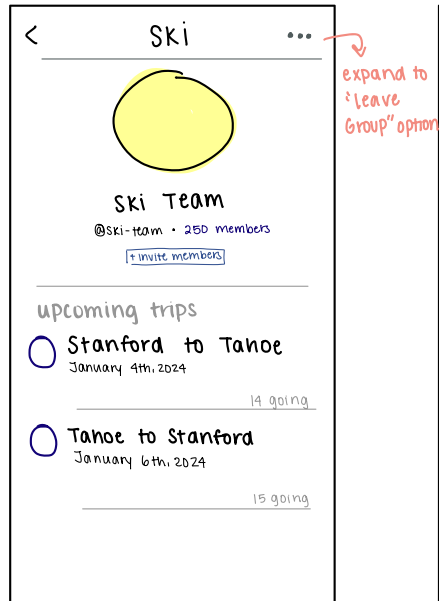 <
Ski
•••
expand to
"Leave
Group" option
Ski Team
@ski-team • 250 members
+ invite members
upcoming trips
Stanford to Tahoe
January 4th, 2024
14 going
Tahoe to Stanford
January 6th, 2024
15 going